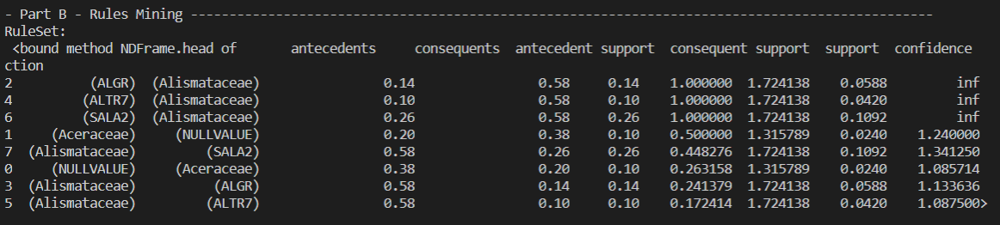 - Part B - Rules Mining ---------------------------------------------------------------------------------------
RuleSet:
 <bound method NDFrame.head of       antecedents     consequents  antecedent support  consequent support  support  confidence
ction
2         (ALGR)  (Alismataceae)                0.14                0.58     0.14    1.000000  1.724138    0.0588         inf
4        (ALTR7)  (Alismataceae)                0.10                0.58     0.10    1.000000  1.724138    0.0420         inf
6        (SALA2)  (Alismataceae)                0.26                0.58     0.26    1.000000  1.724138    0.1092         inf
1    (Aceraceae)     (NULLVALUE)                0.20                0.38     0.10    0.500000  1.315789    0.0240    1.240000
7 (Alismataceae)         (SALA2)                0.58                0.26     0.26    0.448276  1.724138    0.1092    1.341250
0    (NULLVALUE)     (Aceraceae)                0.38                0.20     0.10    0.263158  1.315789    0.0240    1.085714
3 (Alismataceae)          (ALGR)                0.58                0.14     0.14    0.241379  1.724138    0.0588    1.133636
5 (Alismataceae)         (ALTR7)                0.58                0.10     0.10    0.172414  1.724138    0.0420    1.087500>